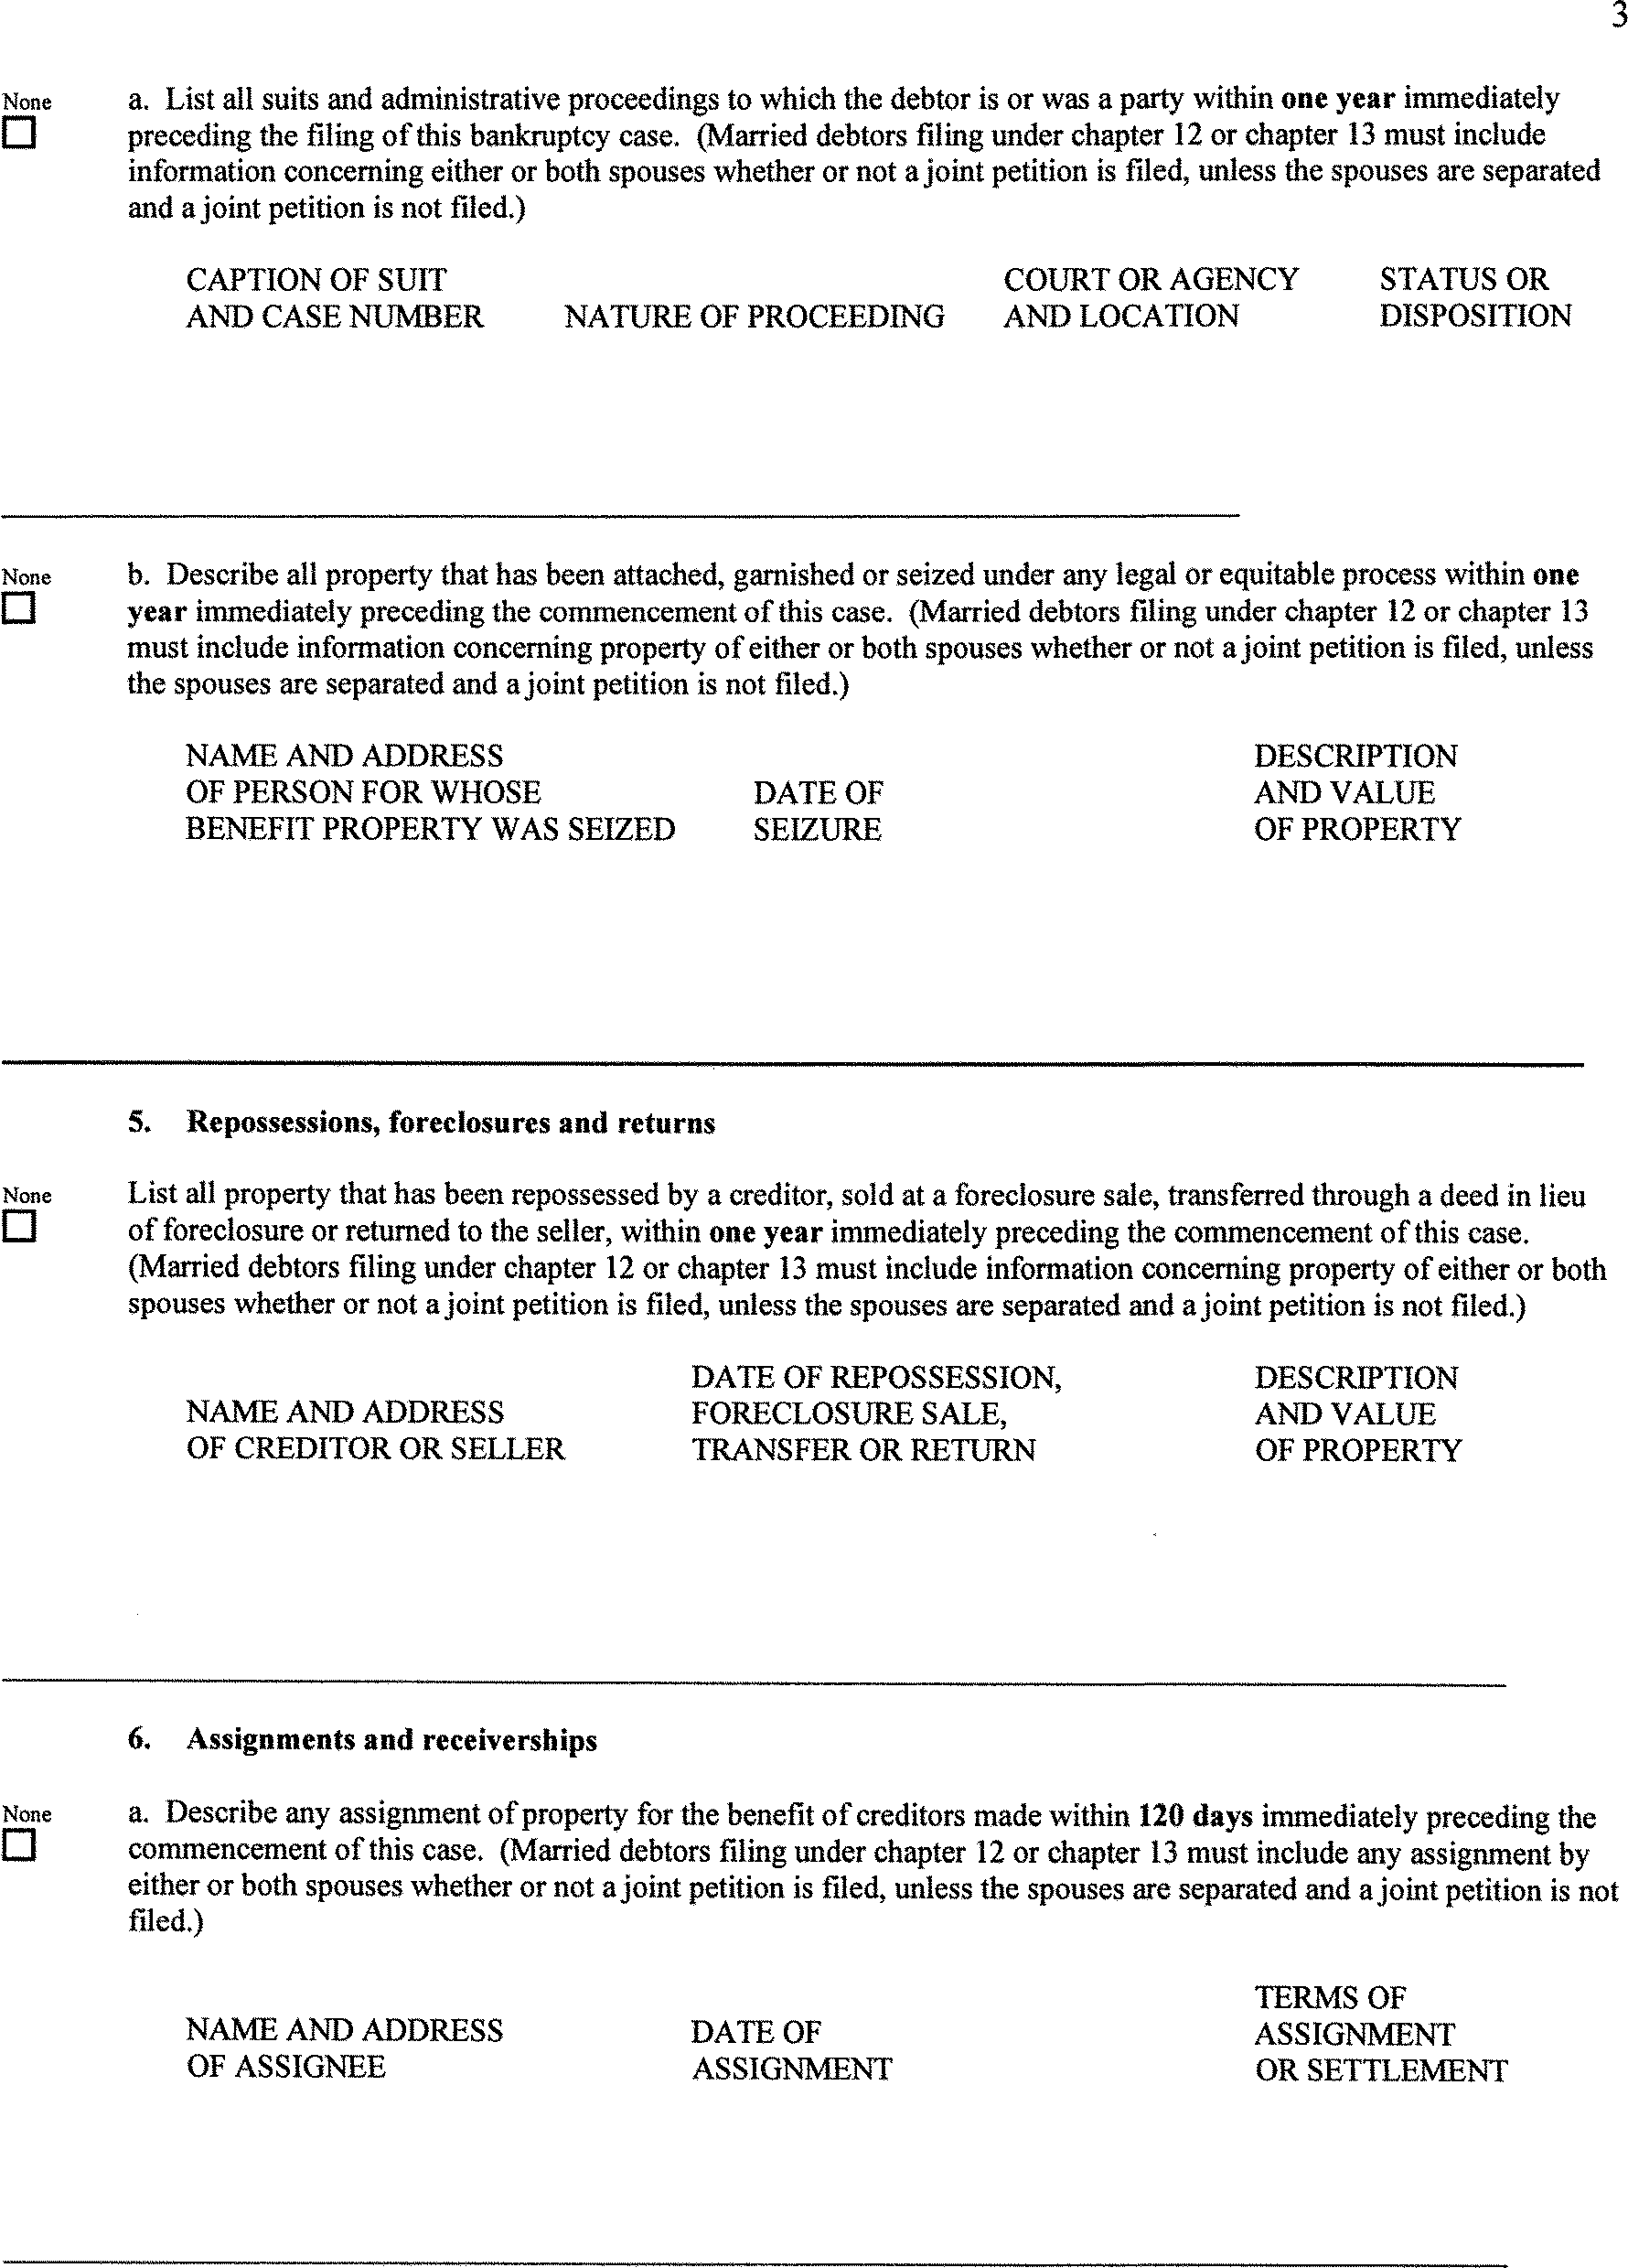 3
None
a. List all suits and administrative proceedings to which the debtor is or was a party within one year immediately
preceding the filing of this bankruptcy case. (Married debtors filing under chapter 12 or chapter 13 must include
information concerning either or both spouses whether or not a joint petition is filed, unless the spouses are separated
and a joint petition is not filed.)
CAPTION OF SUIT COURT OR AGENCY STATUS OR
AND CASE NUMBER NATURE OF PROCEEDING AND LOCATION DISPOSITION
None
b. Describe all property that has been attached, garnished or seized under any legal or equitable process within one
year immediately preceding the commencement of this case. (Married debtors filing under chapter 12 or chapter 13
must include information concerning property of either or both spouses whether or not a joint petition is filed, unless
the spouses are separated and a joint petition is not filed.)
NAME AND ADDRESS DESCRIPTION
OF PERSON FOR WHOSE DATE OF AND VALUE
BENEFIT PROPERTY WAS SEIZED SEIZURE OF PROPERTY
5. Repossessions, foreclosures and returns
None
List all property that has been repossessed by a creditor, sold at a foreclosure sale, transferred through a deed in lieu
of foreclosure or returned to the seller, within one year immediately preceding the commencement of this case.
(Married debtors filing under chapter 12 or chapter 13 must include information concerning property of either or both
spouses whether or not a joint petition is filed, unless the spouses are separated and a joint petition is not filed.)
DATE OF REPOSSESSION, DESCRIPTION
NAME AND ADDRESS FORECLOSURE SALE, AND VALUE
OF CREDITOR OR SELLER TRANSFER OR RETURN OF PROPERTY
6. Assignments and receiverships
None
a. Describe any assignment of property for the benefit of creditors made within 120 days immediately preceding the
commencement of this case. (Married debtors filing under chapter 12 or chapter 13 must include any assignment by
either or both spouses whether or not a joint petition is filed, unless the spouses are separated and a joint petition is not
filed.)
TERMS OF
NAME AND ADDRESS DATE OF ASSIGNMENT
OF ASSIGNEE ASSIGNMENT OR SETTLEMENT